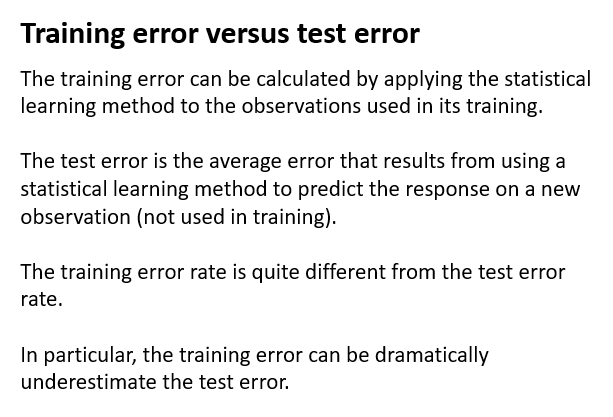 Training error versus test error
The training error can be calculated by applying the statistical
learning method to the observations used in its training.
The test error is the average error that results from using a
statistical learning method to predict the response on a new
observation (not used in training).
The training error rate is quite different from the test error
rate.
In particular, the training error can be dramatically
underestimate the test error.